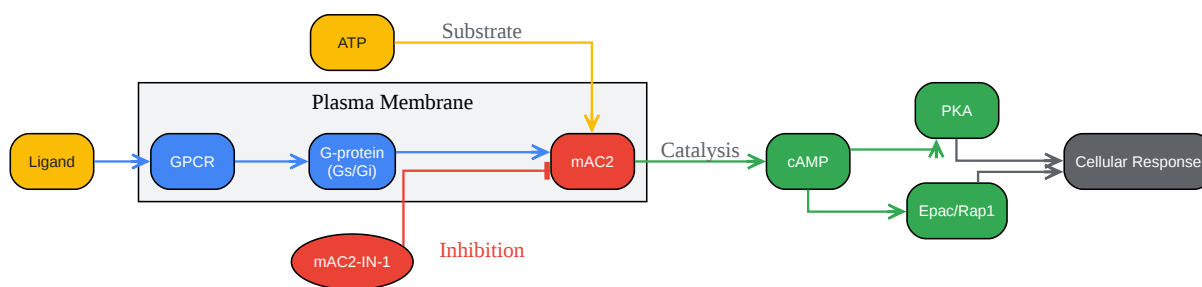 ATP
Substrate
Plasma Membrane
Ligand
GPCR
G-protein
(Gs/Gi)
mAC2
Catalysis
cAMP
PKA
Epac/Rap1
Cellular Response
mAC2-IN-1
Inhibition